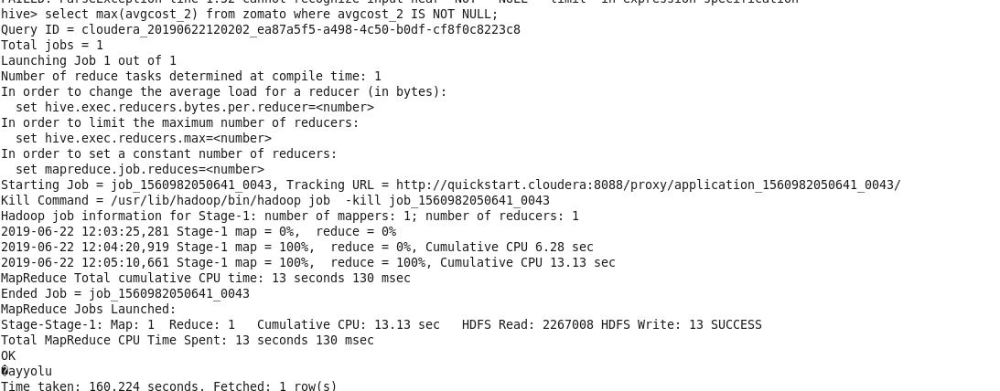 FAILED: ParseException line 1:52 cannot recognize input near 'NOT' 'NULL' 'limit' in expression specification
hive> select max(avgcost_2) from zomato where avgcost_2 IS NOT NULL;
Query ID = cloudera_20190622120202_ea87a5f5-a498-4c50-b0df-cf8f0c8223c8
Total jobs = 1
Launching Job 1 out of 1
Number of reduce tasks determined at compile time: 1
In order to change the average load for a reducer (in bytes):
  set hive.exec.reducers.bytes.per.reducer=<number>
In order to limit the maximum number of reducers:
  set hive.exec.reducers.max=<number>
In order to set a constant number of reducers:
  set mapreduce.job.reduces=<number>
Starting Job = job_1560982050641_0043, Tracking URL = http://quickstart.cloudera:8088/proxy/application_1560982050641_0043/
Kill Command = /usr/lib/hadoop/bin/hadoop job  -kill job_1560982050641_0043
Hadoop job information for Stage-1: number of mappers: 1; number of reducers: 1
2019-06-22 12:03:25,281 Stage-1 map = 0%,  reduce = 0%
2019-06-22 12:04:20,919 Stage-1 map = 100%,  reduce = 0%, Cumulative CPU 6.28 sec
2019-06-22 12:05:10,661 Stage-1 map = 100%,  reduce = 100%, Cumulative CPU 13.13 sec
MapReduce Total cumulative CPU time: 13 seconds 130 msec
Ended Job = job_1560982050641_0043
MapReduce Jobs Launched:
Stage-Stage-1: Map: 1  Reduce: 1   Cumulative CPU: 13.13 sec   HDFS Read: 2267008 HDFS Write: 13 SUCCESS
Total MapReduce CPU Time Spent: 13 seconds 130 msec
OK
�ayyolu
Time taken: 160.224 seconds, Fetched: 1 row(s)